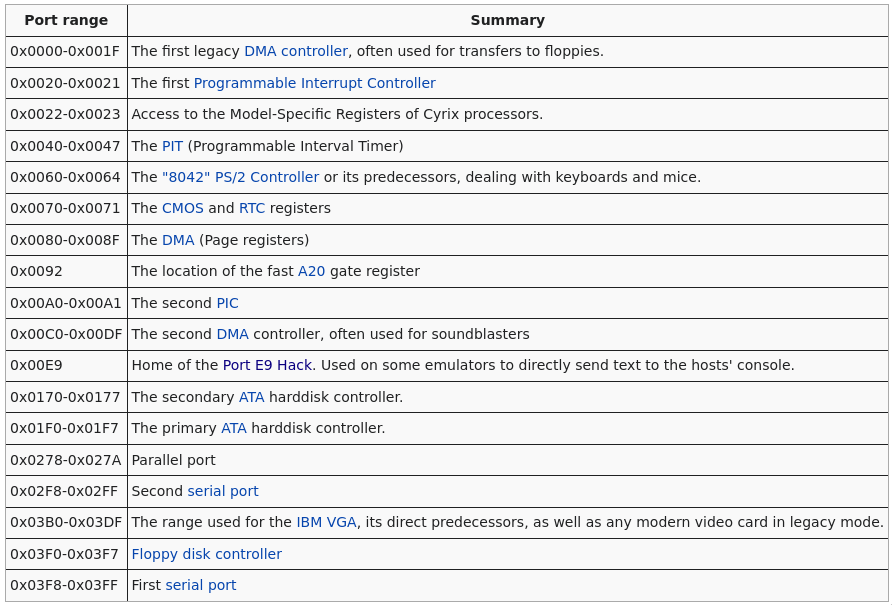 Port range Summary
0x0000-0x001F The first legacy DMA controller, often used for transfers to floppies.
0x0020-0x0021 The first Programmable Interrupt Controller
0x0022-0x0023 Access to the Model-Specific Registers of Cyrix processors.
0x0040-0x0047 The PIT (Programmable Interval Timer)
0x0060-0x0064 The "8042" PS/2 Controller or its predecessors, dealing with keyboards and mice.
0x0070-0x0071 The CMOS and RTC registers
0x0080-0x008F The DMA (Page registers)
0x0092 The location of the fast A20 gate register
0x00A0-0x00A1 The second PIC
0x00C0-0x00DF The second DMA controller, often used for soundblasters
0x00E9 Home of the Port E9 Hack. Used on some emulators to directly send text to the hosts' console.
0x0170-0x0177 The secondary ATA harddisk controller.
0x01F0-0x01F7 The primary ATA harddisk controller.
0x0278-0x027A Parallel port
0x02F8-0x02FF Second serial port
0x03B0-0x03DF The range used for the IBM VGA, its direct predecessors, as well as any modern video card in legacy mode.
0x03F0-0x03F7 Floppy disk controller
0x03F8-0x03FF First serial port